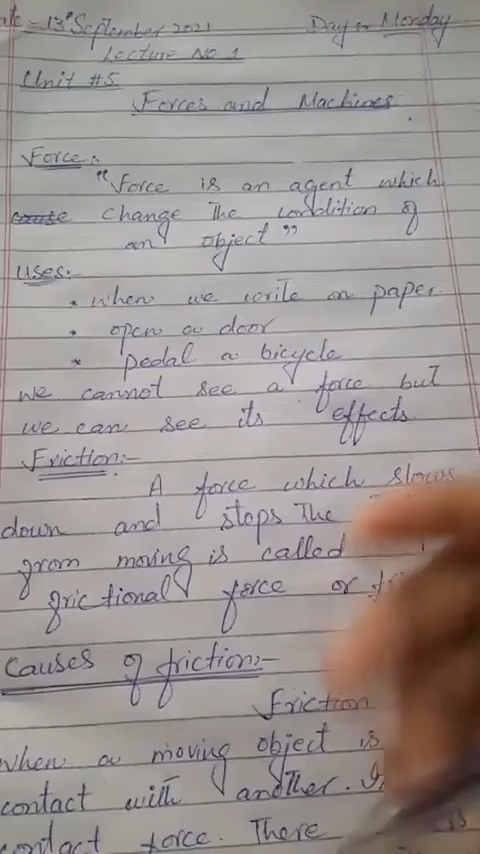 13th September 2021 Day = Monday
Lecture No 1
Unit #5
Forces and Machines
Force:
"Force is an agent which
change The condition of
an object"
Uses:
* when we write on paper.
* open a door
* pedal a bicycle
we cannot see a force but
we can see its effects
Friction:-
A force which slows
down and stops The
from moving is called
frictional force or
Causes of friction:-
Friction
when a moving object is
contact with another.
contact force. There